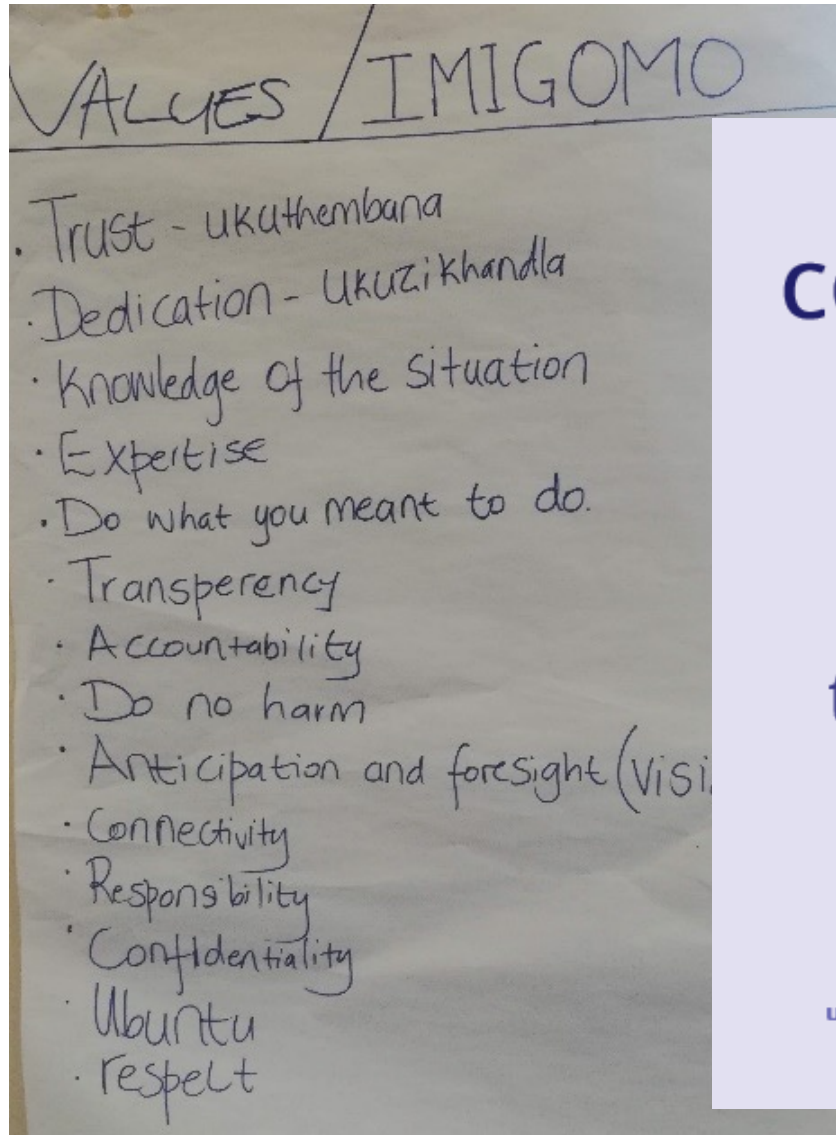 VALUES / IMIGOMO
· Trust - ukuthembana
· Dedication - Ukuzikhandla
· Knowledge of the situation
· Expertise
· Do what you meant to do.
· Transperency
· Accountability
· Do no harm
· Anticipation and foresight (Visi
· Connectivity
· Responsibility
· Confidentiality
· Ubuntu
· respect